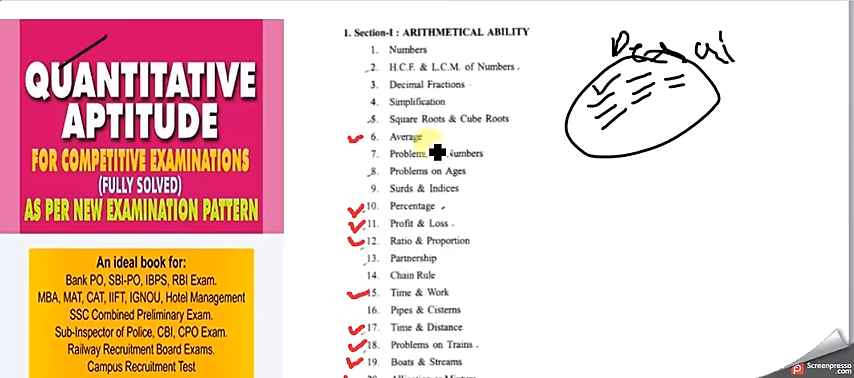 QUANTITATIVE
APTITUDE
FOR COMPETITIVE EXAMINATIONS
(FULLY SOLVED)
AS PER NEW EXAMINATION PATTERN
An ideal book for:
Bank PO, SBI-PO, IBPS, RBI Exam.
MBA, MAT, CAT, IIFT, IGNOU, Hotel Management
SSC Combined Preliminary Exam.
Sub-Inspector of Police, CBI, CPO Exam.
Railway Recruitment Board Exams.
Campus Recruitment Test
1. Section-I : ARITHMETICAL ABILITY
1. Numbers
2. H.C.F. & L.C.M. of Numbers
3. Decimal Fractions
4. Simplification
5. Square Roots & Cube Roots
6. Average
7. Numbers
8. Problems on Ages
9. Surds & Indices
10. Percentage
11. Profit & Loss
12. Ratio & Proportion
13. Partnership
14. Chain Rule
15. Time & Work
16. Pipes & Cisterns
17. Time & Distance
18. Problems on Trains
19. Boats & Streams
Screenpresso
.com